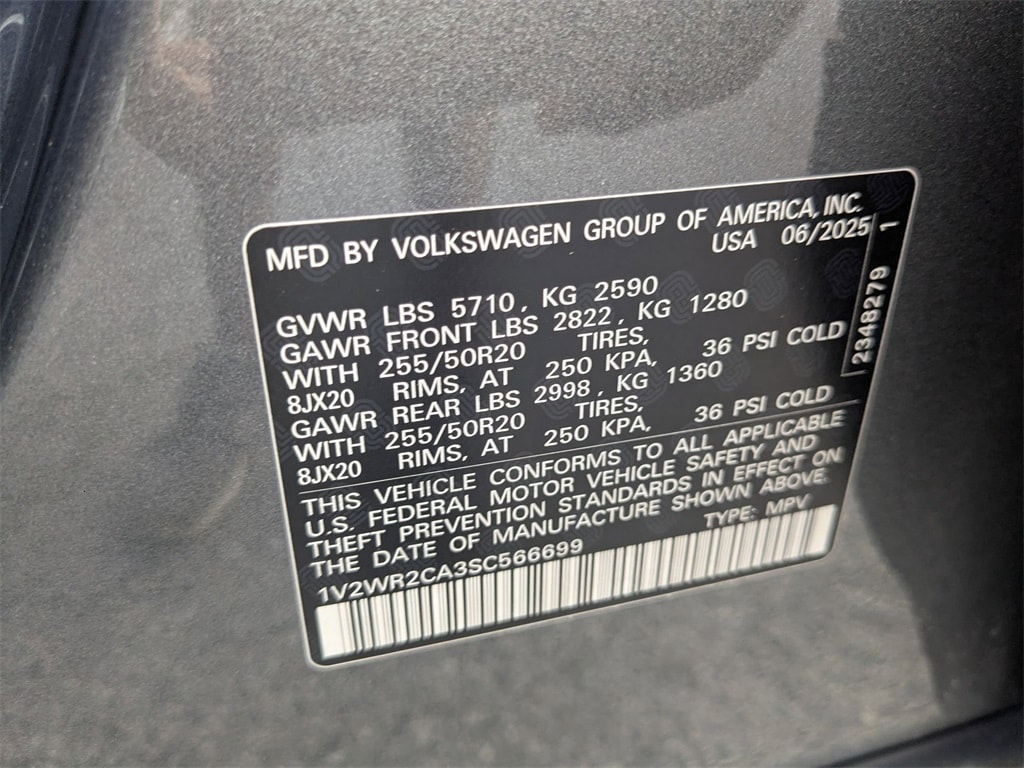 MFD BY VOLKSWAGEN GROUP OF AMERICA, INC.
USA 06/2025
GVWR LBS 5710, KG 2590
GAWR FRONT LBS 2822, KG 1280
WITH 255/50R20 TIRES,
8JX20 RIMS, AT 250 KPA, 36 PSI COLD
GAWR REAR LBS 2998, KG 1360
WITH 255/50R20 TIRES,
8JX20 RIMS, AT 250 KPA, 36 PSI COLD
THIS VEHICLE CONFORMS TO ALL APPLICABLE
U.S. FEDERAL MOTOR VEHICLE SAFETY AND
THEFT PREVENTION STANDARDS IN EFFECT ON
THE DATE OF MANUFACTURE SHOWN ABOVE.
1V2WR2CA3SC566699 TYPE: MPV
2348279 1